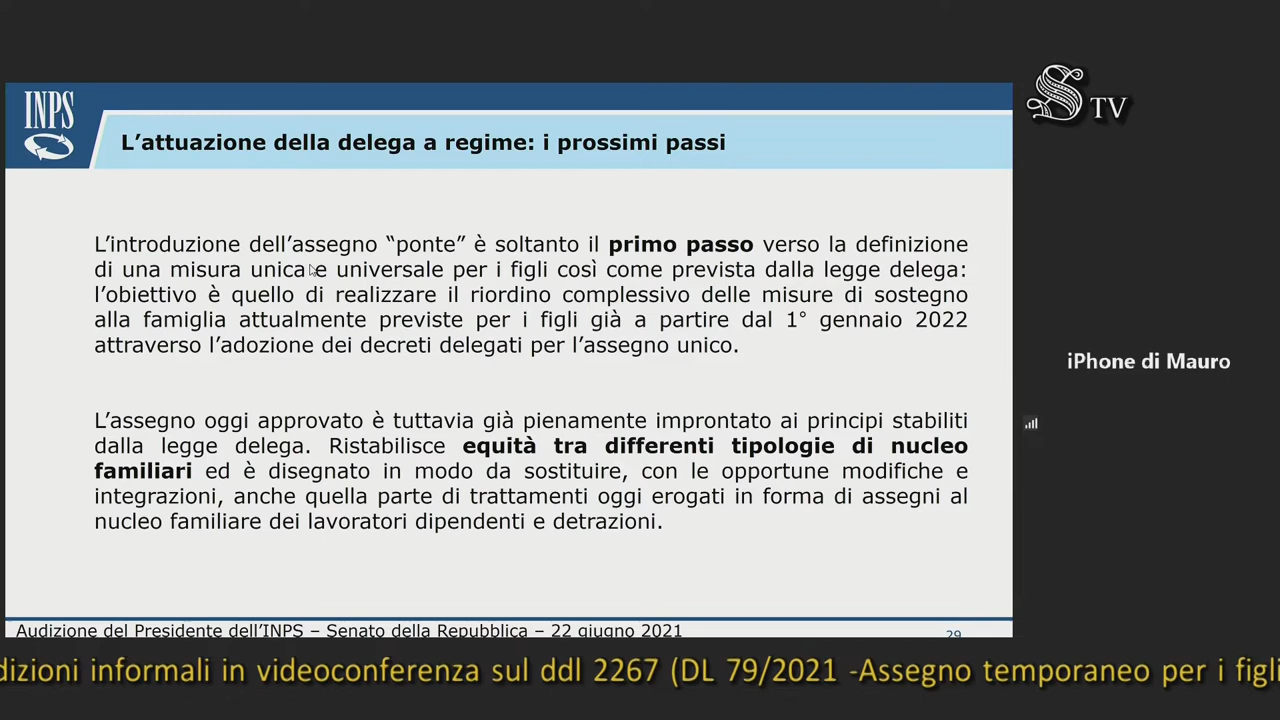 INPS
TV
L’attuazione della delega a regime: i prossimi passi
L’introduzione dell’assegno “ponte” è soltanto il primo passo verso la definizione
di una misura unica e universale per i figli così come prevista dalla legge delega:
l’obiettivo è quello di realizzare il riordino complessivo delle misure di sostegno
alla famiglia attualmente previste per i figli già a partire dal 1° gennaio 2022
attraverso l’adozione dei decreti delegati per l’assegno unico.
iPhone di Mauro
L’assegno oggi approvato è tuttavia già pienamente improntato ai principi stabiliti
dalla legge delega. Ristabilisce equità tra differenti tipologie di nucleo
familiari ed è disegnato in modo da sostituire, con le opportune modifiche e
integrazioni, anche quella parte di trattamenti oggi erogati in forma di assegni al
nucleo familiare dei lavoratori dipendenti e detrazioni.
Audizione del Presidente dell’INPS – Senato della Repubblica – 22 giugno 2021
29
dizioni informali in videoconferenza sul ddl 2267 (DL 79/2021 -Assegno temporaneo per i figli